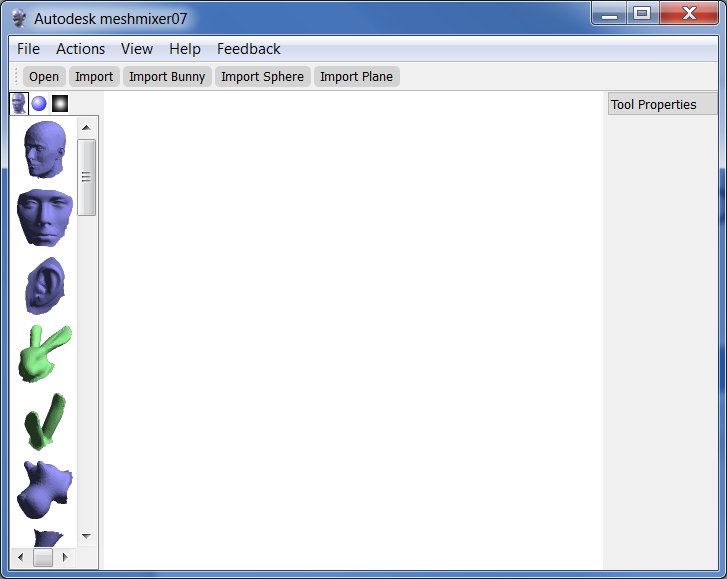 Autodesk meshmixer07
File Actions View Help Feedback
Open Import Import Bunny Import Sphere Import Plane
Tool Properties